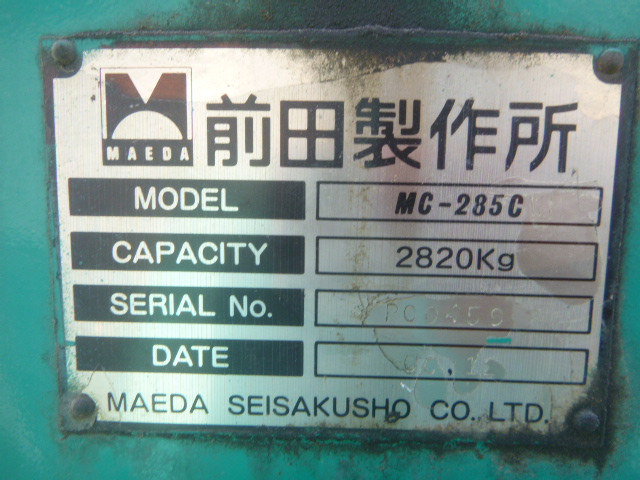 MAEDA
前田製作所
MODEL MC-285C
CAPACITY 2820Kg
SERIAL No.
DATE
MAEDA SEISAKUSHO CO., LTD.